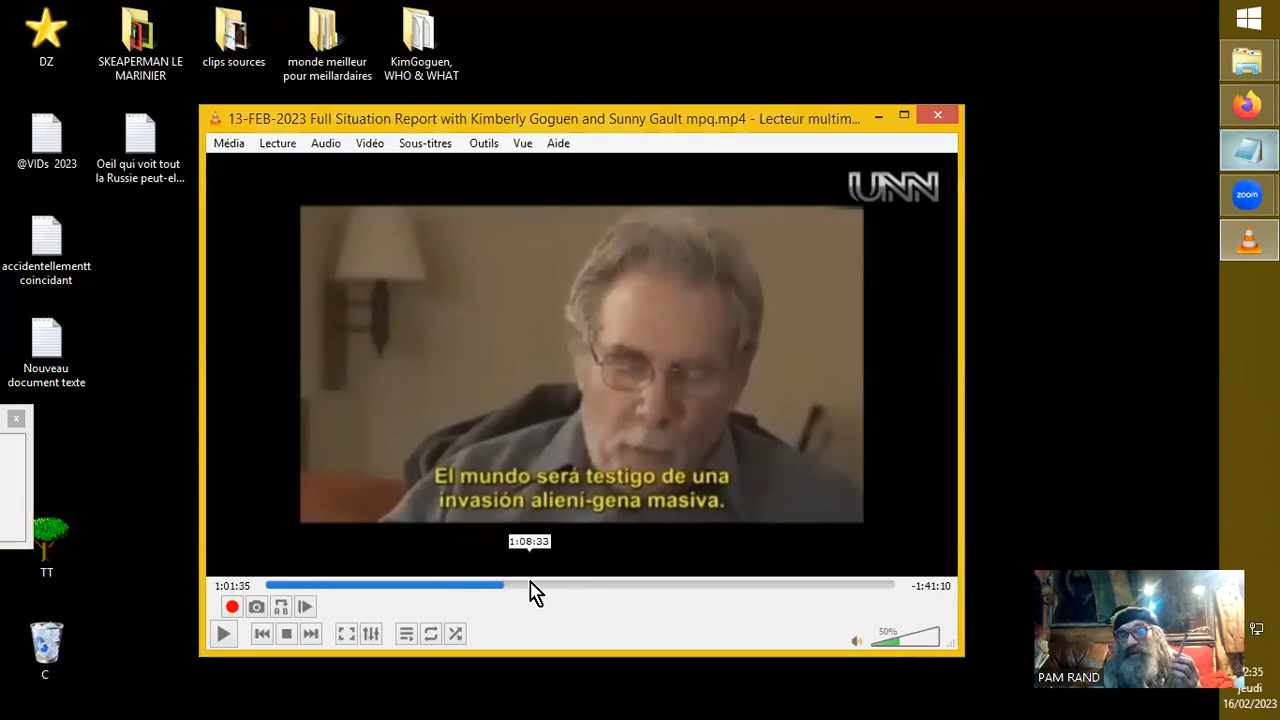 DZ
SKEAPERMAN LE
MARINIER
clips sources
monde meilleur
pour meillardaires
KimGoguen,
WHO & WHAT
@VIDs 2023
Oeil qui voit tout
la Russie peut-el...
accidentellementt
coincidant
Nouveau
document texte
x
TT
C
13-FEB-2023 Full Situation Report with Kimberly Goguen and Sunny Gault mpq.mp4 - Lecteur multim...
Média Lecture Audio Vidéo Sous-titres Outils Vue Aide
UNN
El mundo será testigo de una
invasión aliení-gena masiva.
1:08:33
1:01:35
-1:41:10
A B
50%
zoom
PAM RAND
2:35
jeudi
16/02/2023